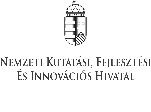 NEMZETI KUTATÁSI, FEJLESZTÉSI
ÉS INNOVÁCIÓS HIVATAL